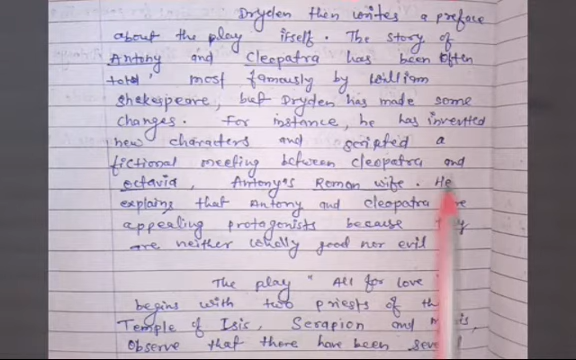 Dryden then writes a preface
about the play itself. The story of
Antony and Cleopatra has been often
told most famously by William
Shakespeare, but Dryden has made some
changes. For instance, he has invented
new characters and scripted a
fictional meeting between cleopatra and
octavia, Antony's Roman wife. He
explains that Antony and Cleopatra
appealing protagonists because
are neither wholly good nor evil
The play " All for love
begins with two priests of
Temple of Isis, Serapion and
Observe that there have been